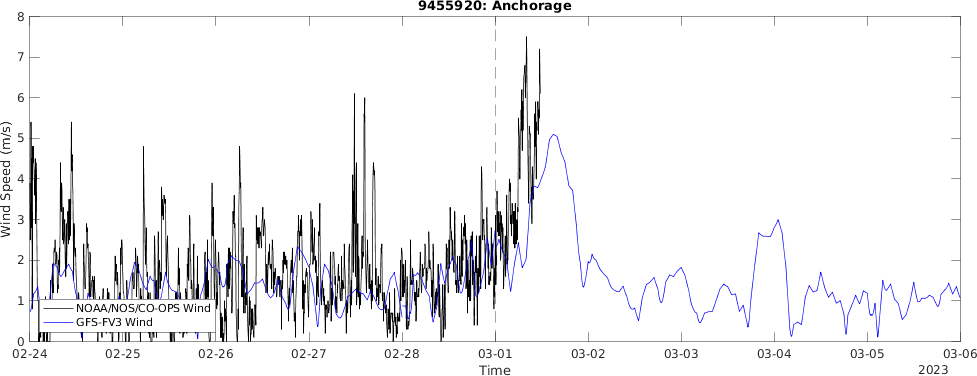 9455920: Anchorage
8
7
6
5
4
3
2
1
0
Wind Speed (m/s)
NOAA/NOS/CO-OPS Wind
GFS-FV3 Wind
02-24 02-25 02-26 02-27 02-28 03-01 03-02 03-03 03-04 03-05 03-06
Time
2023